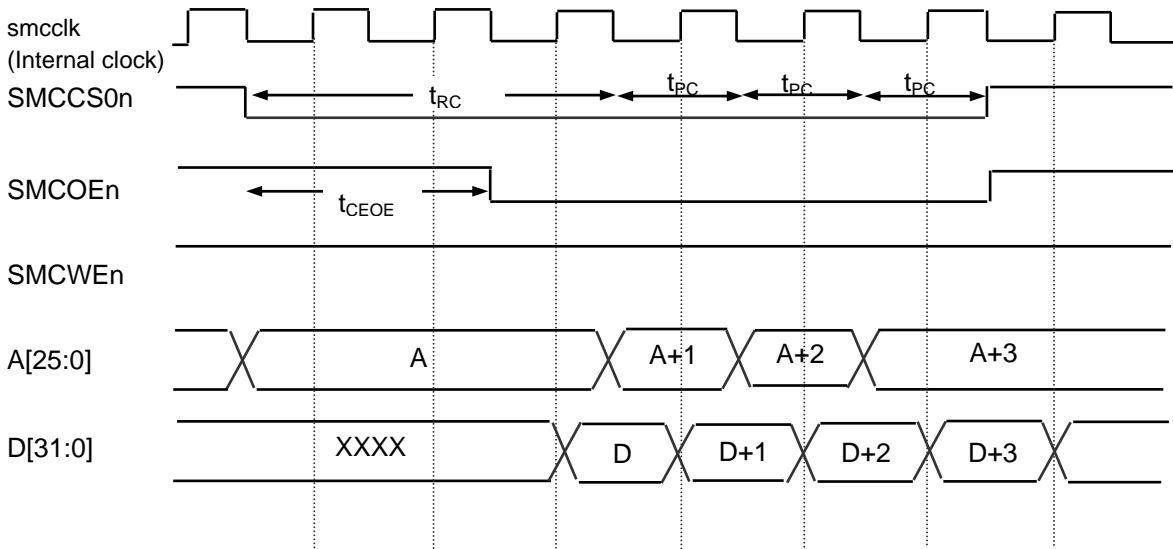 smcclk
(Internal clock)
SMCCS0n
tRC
tPC
tPC
tPC
SMCOEn
tCEOE
SMCWEn
A[25:0]
A
A+1
A+2
A+3
D[31:0]
XXXX
D
D+1
D+2
D+3